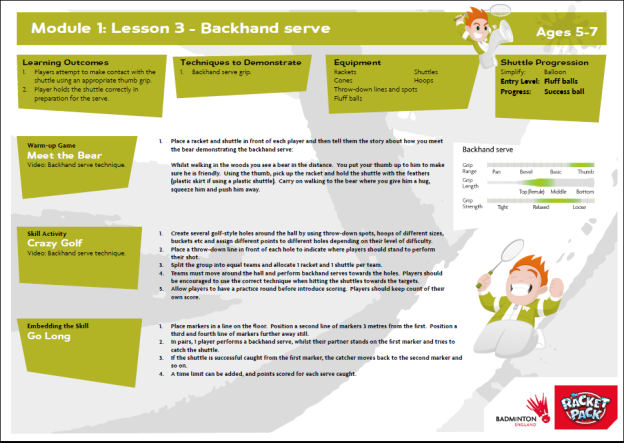 Module 1: Lesson 3 - Backhand serve
Ages 5-7
Learning Outcomes
1. Players attempt to make contact with the
shuttle using an appropriate thumb grip.
2. Player holds the shuttle correctly in
preparation for the serve.
Techniques to Demonstrate
1. Backhand serve grip.
Equipment
Rackets Shuttles
Cones Hoops
Throw-down lines and spots
Fluff balls
Shuttle Progression
Simplify: Balloon
Entry Level: Fluff balls
Progress: Success ball
Warm-up Game
Meet the Bear
Video: Backhand serve technique.
1. Place a racket and shuttle in front of each player and then tell them the story about how you meet
the bear demonstrating the backhand serve:
Whilst walking in the woods you see a bear in the distance. You put your thumb up to him to make
sure he is friendly. Using the thumb, pick up the racket and hold the shuttle with the feathers
(plastic skirt if using a plastic shuttle). Carry on walking to the bear where you give him a hug,
squeeze him and push him away.
Backhand serve
Grip
Range Pan Bevel Basic Thumb
Grip
Length Top (female) Middle Bottom
Grip
Strength Tight Relaxed Loose
Skill Activity
Crazy Golf
Video: Backhand serve technique.
1. Create several golf-style holes around the hall by using throw-down spots, hoops of different sizes,
buckets etc and assign different points to different holes depending on their level of difficulty.
2. Place a throw-down line in front of each hole to indicate where players should stand to perform
their shot.
3. Split the group into equal teams and allocate 1 racket and 1 shuttle per team.
4. Teams must move around the hall and perform backhand serves towards the holes. Players should
be encouraged to use the correct technique when hitting the shuttles towards the targets.
5. Allow players to have a practice round before introduce scoring. Players should keep count of their
own score.
Embedding the Skill
Go Long
1. Place markers in a line on the floor. Position a second line of markers 3 metres from the first. Position a
third and fourth line of markers further away still.
2. In pairs, 1 player performs a backhand serve, whilst their partner stands on the first marker and tries to
catch the shuttle.
3. If the shuttle is successful caught from the first marker, the catcher moves back to the second marker and
so on.
4. A time limit can be added, and points scored for each serve caught.
BADMINTON
ENGLAND
THE
RACKET
PACK